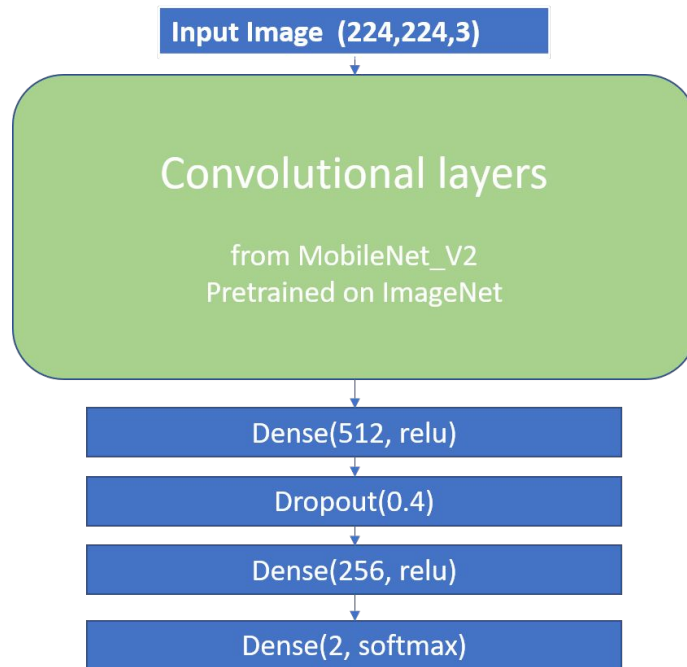 Input Image (224,224,3)
Convolutional layers
from MobileNet_V2
Pretrained on ImageNet
Dense(512, relu)
Dropout(0.4)
Dense(256, relu)
Dense(2, softmax)